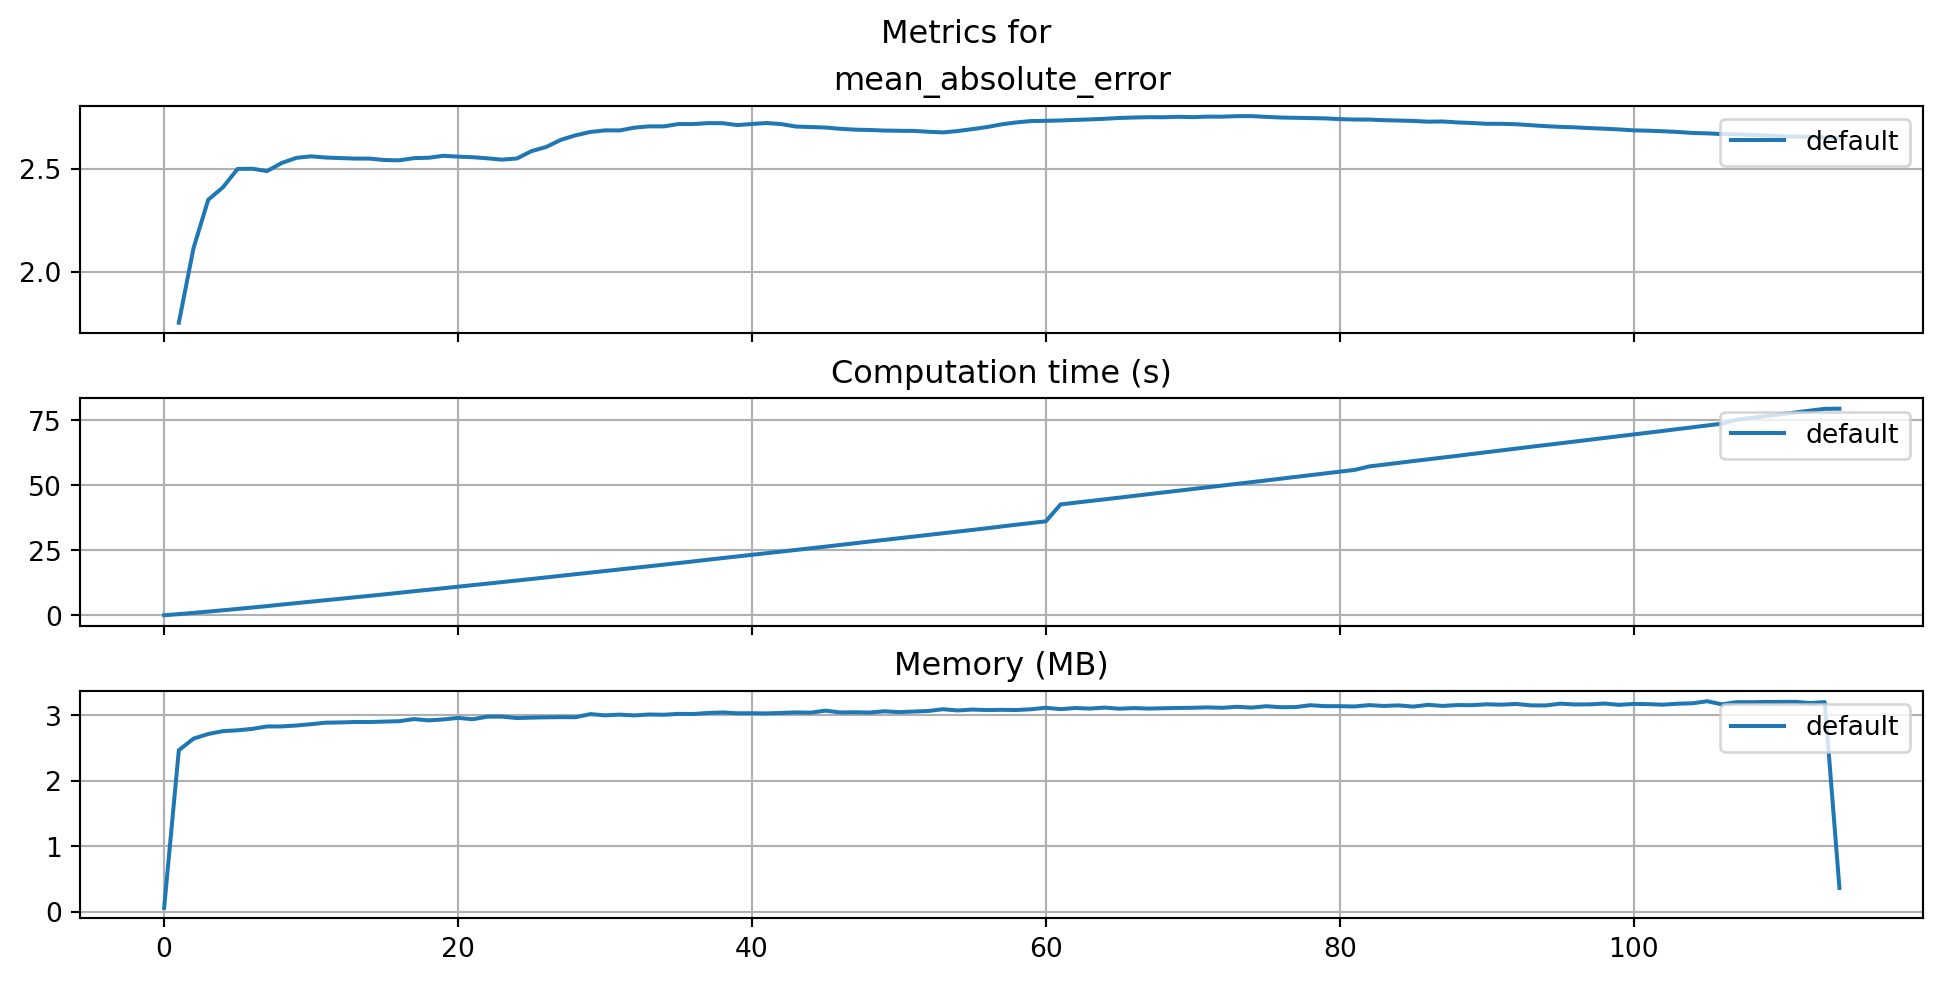 Metrics for
mean_absolute_error
2.5
2.0
default
Computation time (s)
75
50
25
0
default
Memory (MB)
3
2
1
0
default
0 20 40 60 80 100